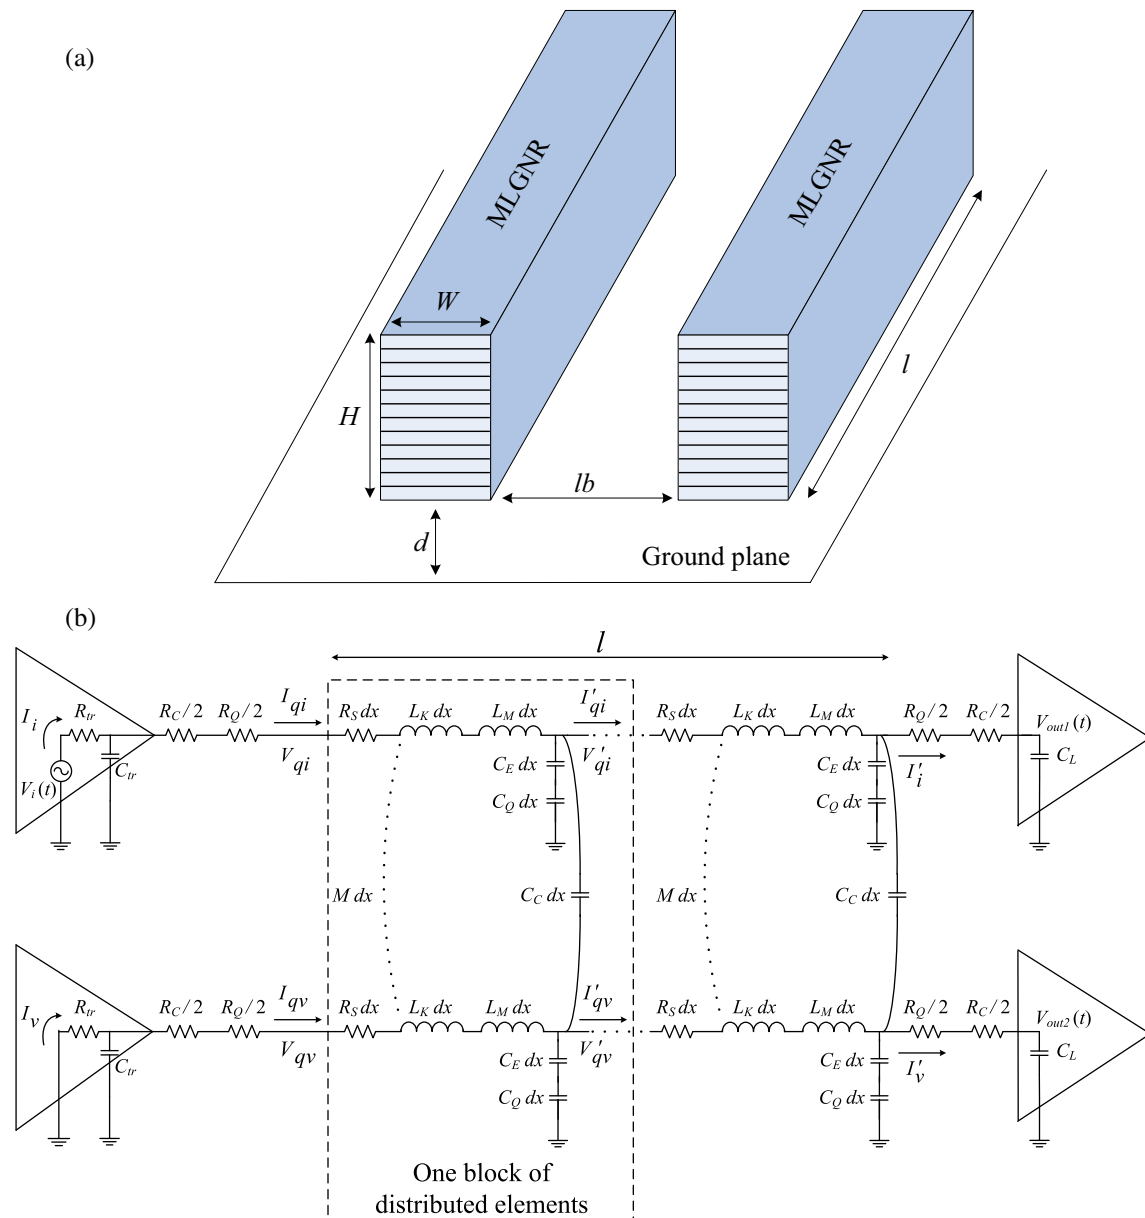 (a)
MLGNR
MLGNR
W
H
l
lb
d
Ground plane
(b)
l
I_i
R_tr
R_C/2
R_Q/2
I_qi
R_S dx
L_K dx
L_M dx
I'_qi
R_S dx
L_K dx
L_M dx
R_Q/2
R_C/2
V_out1(t)
V_i(t)
C_tr
V_qi
C_E dx
V'_qi
C_E dx
I'_i
C_L
C_Q dx
C_Q dx
M dx
C_C dx
M dx
C_C dx
I_v
R_tr
R_C/2
R_Q/2
I_qv
R_S dx
L_K dx
L_M dx
I'_qv
R_S dx
L_K dx
L_M dx
R_Q/2
R_C/2
V_out2(t)
C_tr
V_qv
C_E dx
V'_qv
C_E dx
I'_v
C_L
C_Q dx
C_Q dx
One block of
distributed elements